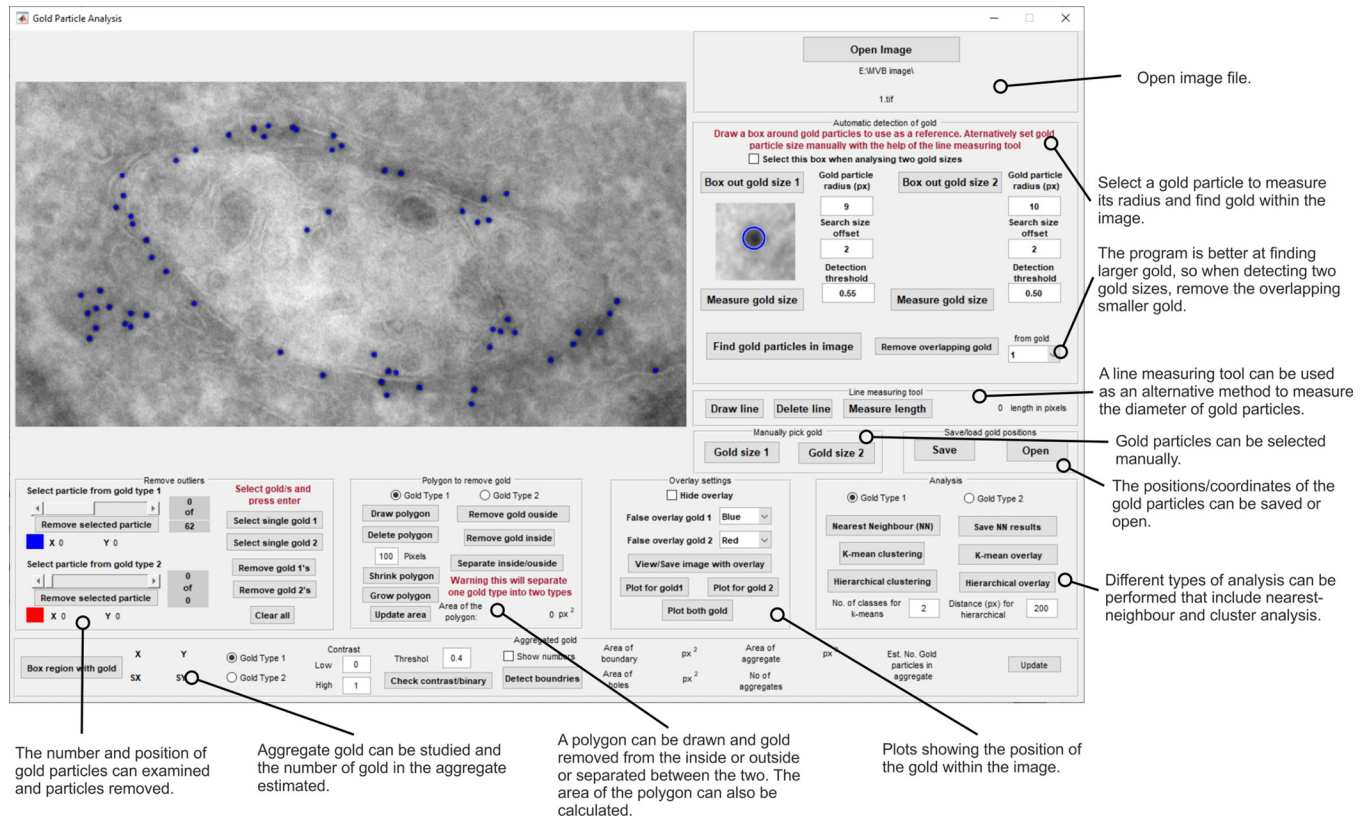 Gold Particle Analysis
Open Image
E:\MVB image\
1.tif
Open image file.
Automatic detection of gold
Draw a box around gold particles to use as a reference. Aternatively set gold
particle size manually with the help of the line measuring tool
Select this box when analysing two gold sizes
Box out gold size 1
Gold particle
radius (px)
9
Search size
offset
2
Detection
threshold
0.55
Measure gold size
Box out gold size 2
Gold particle
radius (px)
10
Search size
offset
2
Detection
threshold
0.50
Measure gold size
Find gold particles in image
Remove overlapping gold
from gold
1
Select a gold particle to measure
its radius and find gold within the
image.
The program is better at finding
larger gold, so when detecting two
gold sizes, remove the overlapping
smaller gold.
Line measuring tool
Draw line
Delete line
Measure length
0 length in pixels
A line measuring tool can be used
as an alternative method to measure
the diameter of gold particles.
Manually pick gold
Gold size 1
Gold size 2
Gold particles can be selected
manually.
Save/load gold positions
Save
Open
The positions/coordinates of the
gold particles can be saved or
open.
Remove outliers
Select particle from gold type 1
Remove selected particle
0
of
62
X 0 Y 0
Select particle from gold type 2
Remove selected particle
0
of
0
X 0 Y 0
Select gold/s and
press enter
Select single gold 1
Select single gold 2
Remove gold 1's
Remove gold 2's
Clear all
Polygon to remove gold
Gold Type 1
Gold Type 2
Draw polygon
Remove gold ouside
Delete polygon
Remove gold inside
100 Pixels
Separate inside/ouside
Shrink polygon
Grow polygon
Warning this will separate
one gold type into two types
Update area
Area of the
polygon:
0 px 2
Overlay settings
Hide overlay
False overlay gold 1
Blue
False overlay gold 2
Red
View/Save image with overlay
Plot for gold1
Plot for gold 2
Plot both gold
Analysis
Gold Type 1
Gold Type 2
Nearest Neighbour (NN)
Save NN results
K-mean clustering
K-mean overlay
Hierarchical clustering
Hierarchical overlay
No. of classes for
k-means
2
Distance (px) for
hierarchical
200
Different types of analysis can be
performed that include nearest-
neighbour and cluster analysis.
Aggregated gold
Box region with gold
X Y
SX SY
Gold Type 1
Gold Type 2
Contrast
Low 0
High 1
Threshol 0.4
Check contrast/binary
Show numbers
Detect boundries
Area of
boundary
px 2
Area of
holes
px 2
Area of
aggregate
px 2
No of
aggregates
Est. No. Gold
particles in
aggregate
Update
The number and position of
gold particles can examined
and particles removed.
Aggregate gold can be studied and
the number of gold in the aggregate
estimated.
A polygon can be drawn and gold
removed from the inside or outside
or separated between the two. The
area of the polygon can also be
calculated.
Plots showing the position of
the gold within the image.